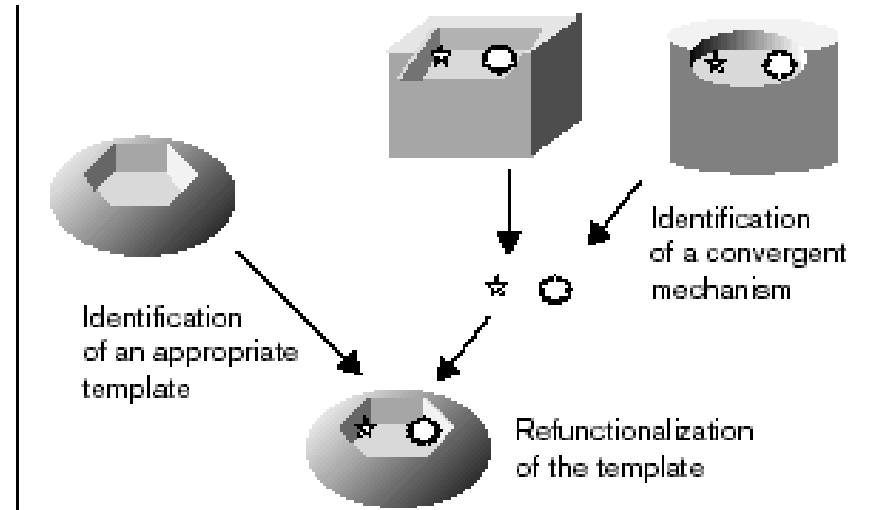 Identification
of a convergent
mechanism
Identification
of an appropriate
template
Refunctionalization
of the template